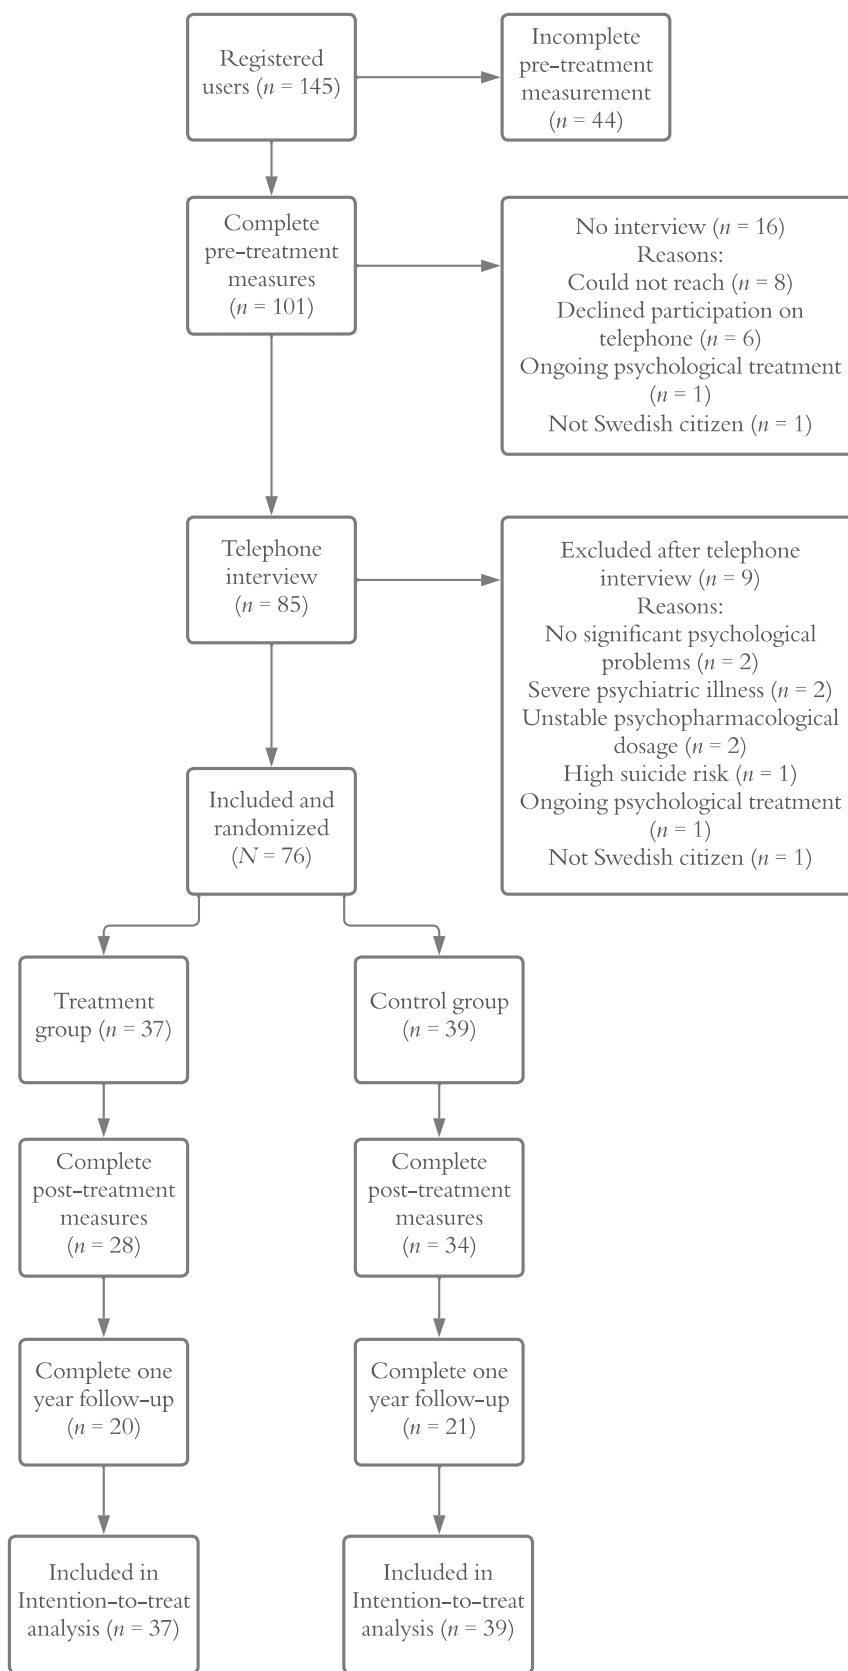 Registered
users (n = 145)
Incomplete
pre-treatment
measurement
(n = 44)
Complete
pre-treatment
measures
(n = 101)
No interview (n = 16)
Reasons:
Could not reach (n = 8)
Declined participation on
telephone (n = 6)
Ongoing psychological treatment
(n = 1)
Not Swedish citizen (n = 1)
Telephone
interview
(n = 85)
Excluded after telephone
interview (n = 9)
Reasons:
No significant psychological
problems (n = 2)
Severe psychiatric illness (n = 2)
Unstable psychopharmacological
dosage (n = 2)
High suicide risk (n = 1)
Ongoing psychological treatment
(n = 1)
Not Swedish citizen (n = 1)
Included and
randomized
(N = 76)
Treatment
group (n = 37)
Control group
(n = 39)
Complete
post-treatment
measures
(n = 28)
Complete
post-treatment
measures
(n = 34)
Complete one
year follow-up
(n = 20)
Complete one
year follow-up
(n = 21)
Included in
Intention-to-treat
analysis (n = 37)
Included in
Intention-to-treat
analysis (n = 39)